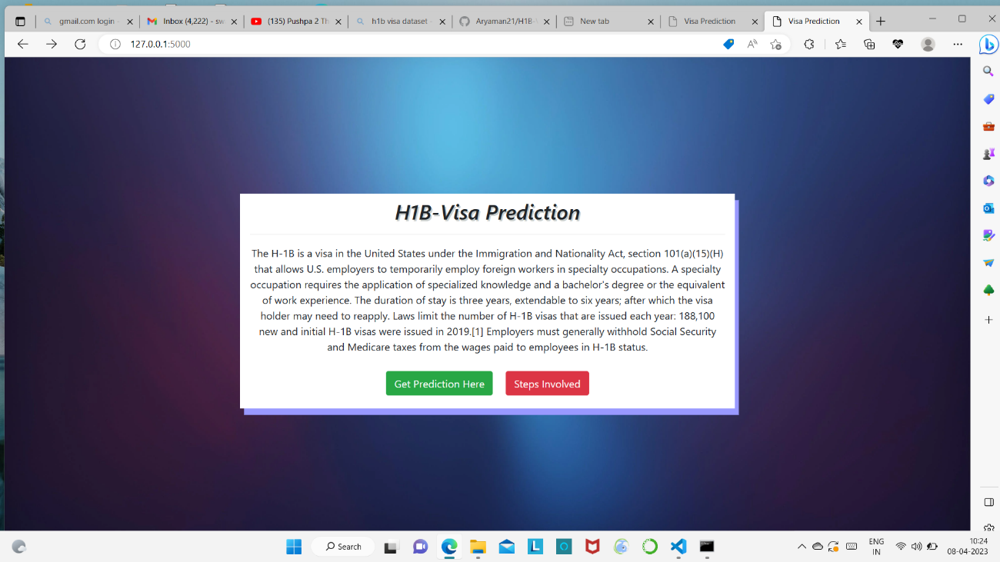 gmail.com login -
Inbox (4,222) - sw
(135) Pushpa 2 Th
h1b visa dataset -
Aryaman21/H1B-V
New tab
Visa Prediction
Visa Prediction
127.0.0.1:5000
H1B-Visa Prediction
The H-1B is a visa in the United States under the Immigration and Nationality Act, section 101(a)(15)(H)
that allows U.S. employers to temporarily employ foreign workers in specialty occupations. A specialty
occupation requires the application of specialized knowledge and a bachelor's degree or the equivalent
of work experience. The duration of stay is three years, extendable to six years; after which the visa
holder may need to reapply. Laws limit the number of H-1B visas that are issued each year: 188,100
new and initial H-1B visas were issued in 2019.[1] Employers must generally withhold Social Security
and Medicare taxes from the wages paid to employees in H-1B status.
Get Prediction Here
Steps Involved
Search
ENG
IN
10:24
08-04-2023